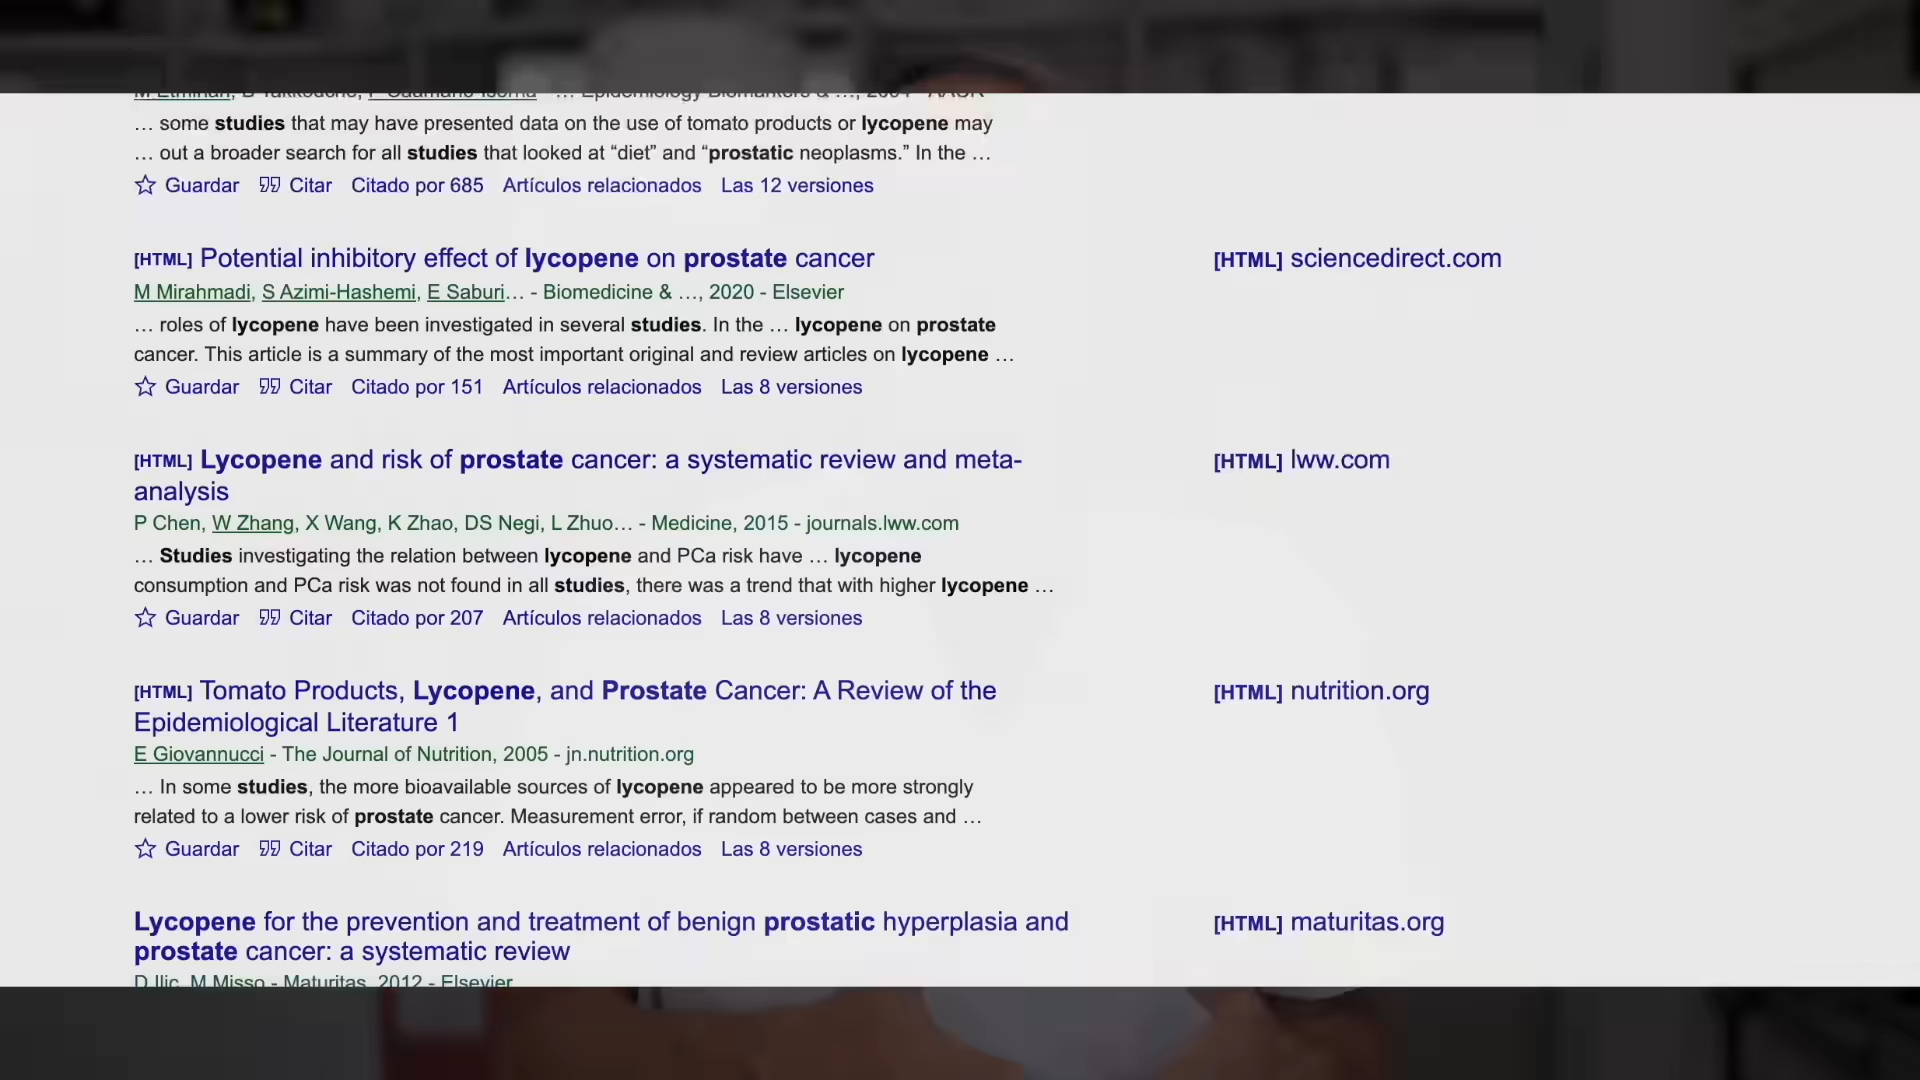 … some studies that may have presented data on the use of tomato products or lycopene may
… out a broader search for all studies that looked at “diet” and “prostatic neoplasms.” In the …
Guardar Citar Citado por 685 Artículos relacionados Las 12 versiones
[HTML] Potential inhibitory effect of lycopene on prostate cancer
[HTML] sciencedirect.com
M Mirahmadi, S Azimi-Hashemi, E Saburi… - Biomedicine & …, 2020 - Elsevier
… roles of lycopene have been investigated in several studies. In the … lycopene on prostate
cancer. This article is a summary of the most important original and review articles on lycopene …
Guardar Citar Citado por 151 Artículos relacionados Las 8 versiones
[HTML] Lycopene and risk of prostate cancer: a systematic review and meta-
analysis
[HTML] lww.com
P Chen, W Zhang, X Wang, K Zhao, DS Negi, L Zhuo… - Medicine, 2015 - journals.lww.com
… Studies investigating the relation between lycopene and PCa risk have … lycopene
consumption and PCa risk was not found in all studies, there was a trend that with higher lycopene …
Guardar Citar Citado por 207 Artículos relacionados Las 8 versiones
[HTML] Tomato Products, Lycopene, and Prostate Cancer: A Review of the
Epidemiological Literature 1
[HTML] nutrition.org
E Giovannucci - The Journal of Nutrition, 2005 - jn.nutrition.org
… In some studies, the more bioavailable sources of lycopene appeared to be more strongly
related to a lower risk of prostate cancer. Measurement error, if random between cases and …
Guardar Citar Citado por 219 Artículos relacionados Las 8 versiones
Lycopene for the prevention and treatment of benign prostatic hyperplasia and
prostate cancer: a systematic review
[HTML] maturitas.org
D Ilic, M Misso - Maturitas, 2012 - Elsevier